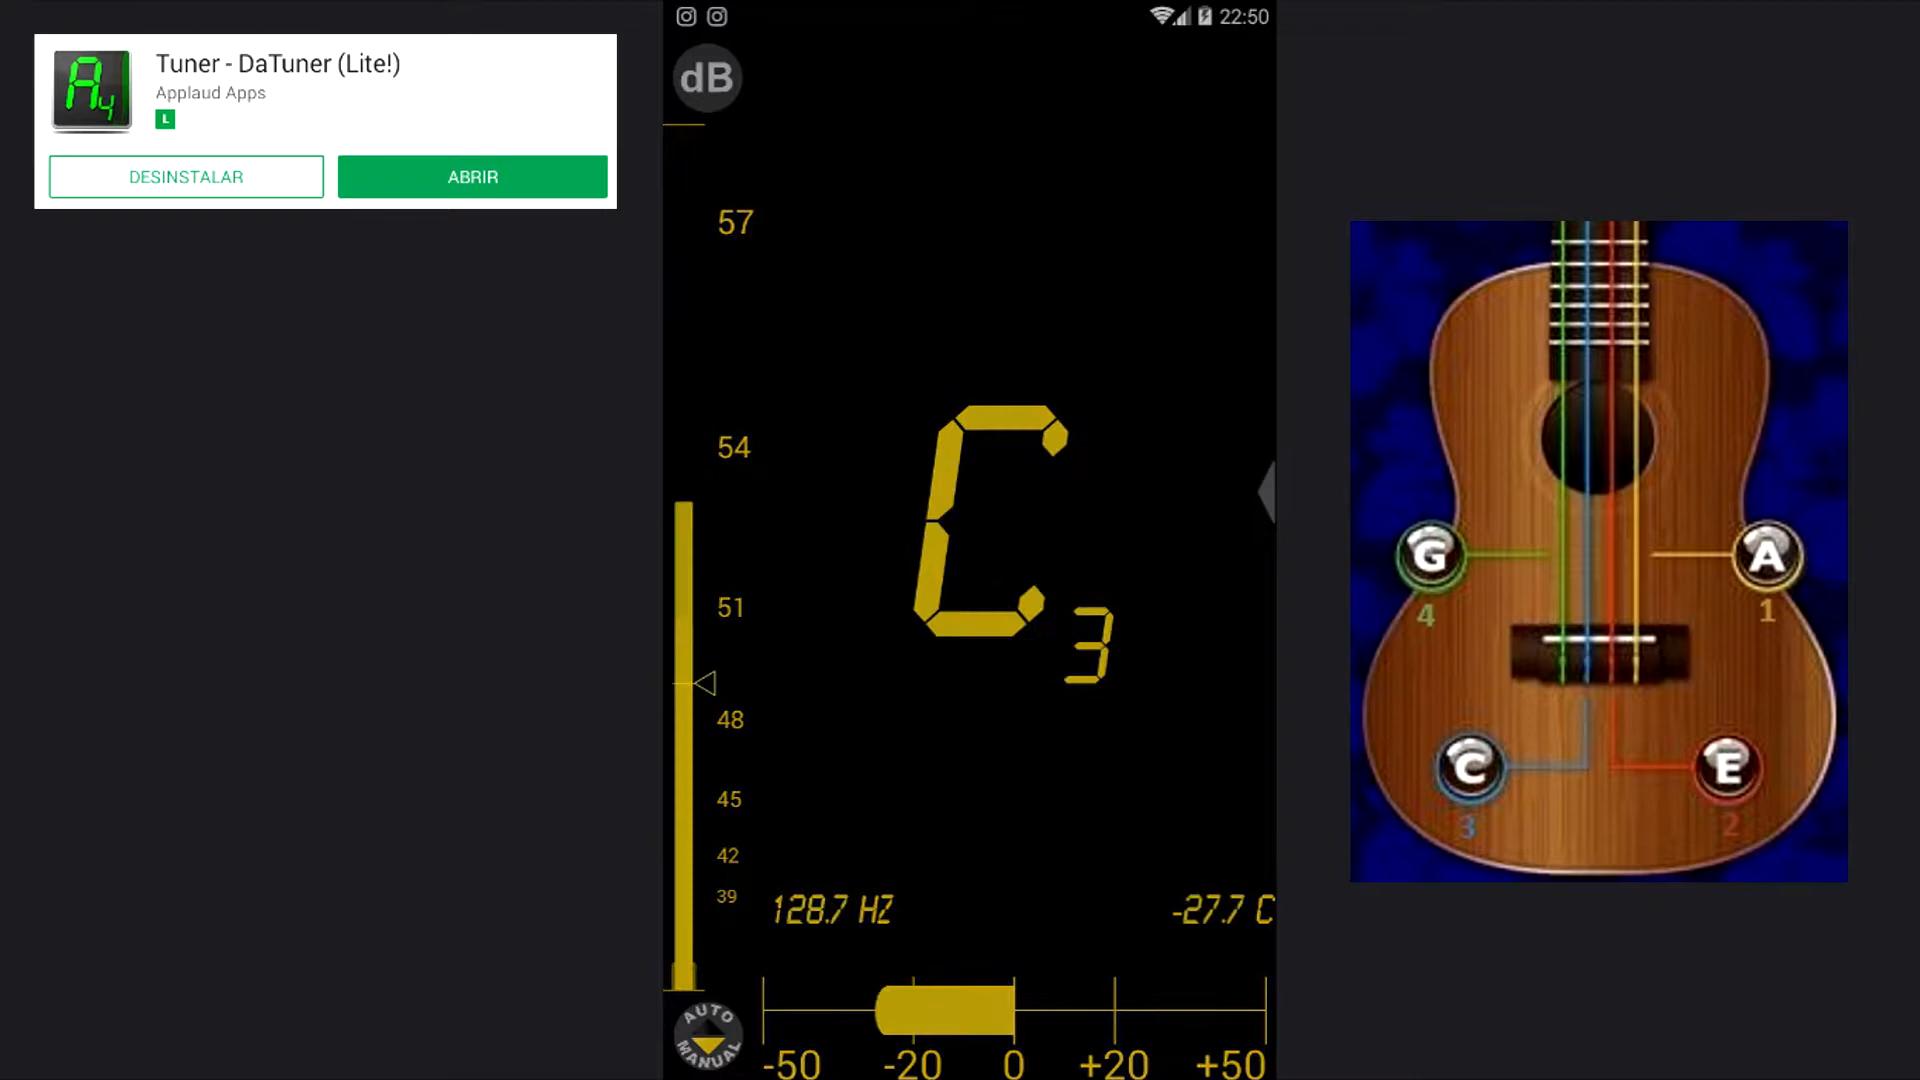 Tuner - DaTuner (Lite!)
Applaud Apps
L
DESINSTALAR
ABRIR
22:50
dB
57
54
51
48
45
42
39
C3
128.7 HZ
-27.7 C
AUTO
MANUAL
-50 -20 0 +20 +50
G
4
A
1
C
3
E
2
A4